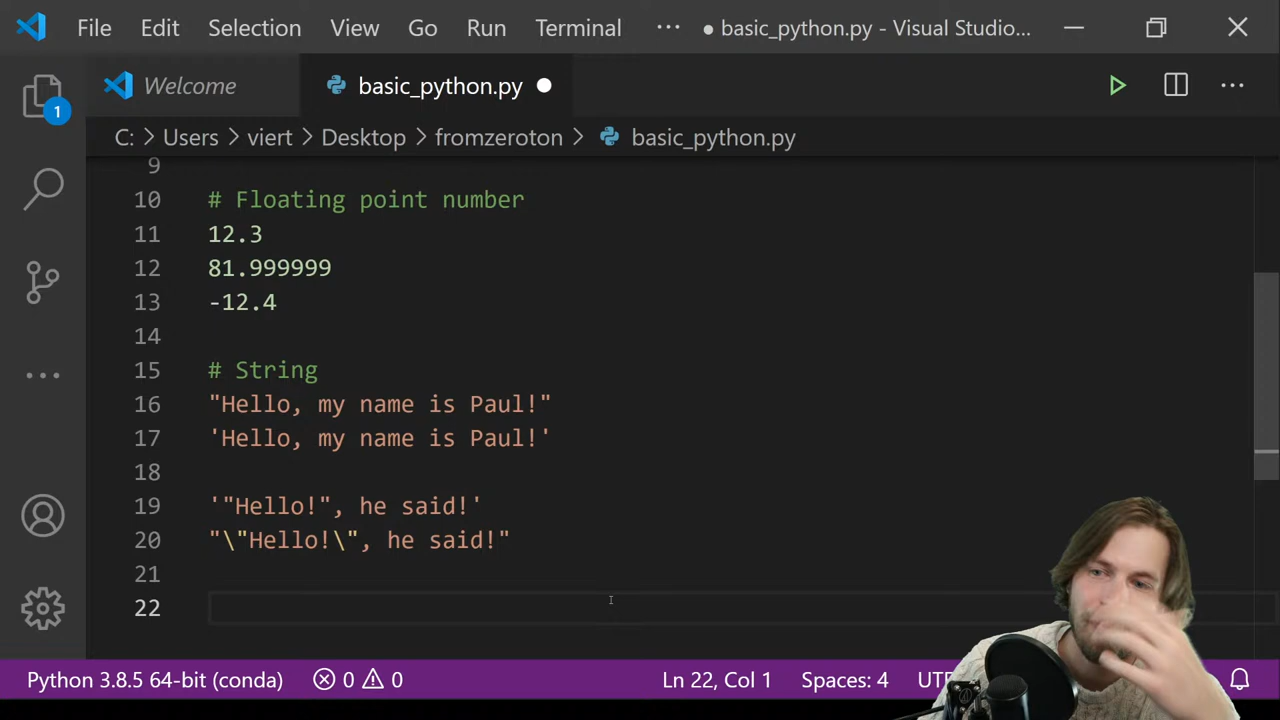 File Edit Selection View Go Run Terminal ··· ● basic_python.py - Visual Studio...
Welcome basic_python.py
C: > Users > viert > Desktop > fromzeroton > basic_python.py
1
9
10 # Floating point number
11 12.3
12 81.999999
13 -12.4
14
15 # String
16 "Hello, my name is Paul!"
17 'Hello, my name is Paul!'
18
19 '"Hello!", he said!'
20 "\"Hello!\", he said!"
21
22
Python 3.8.5 64-bit (conda) 0 0 Ln 22, Col 1 Spaces: 4